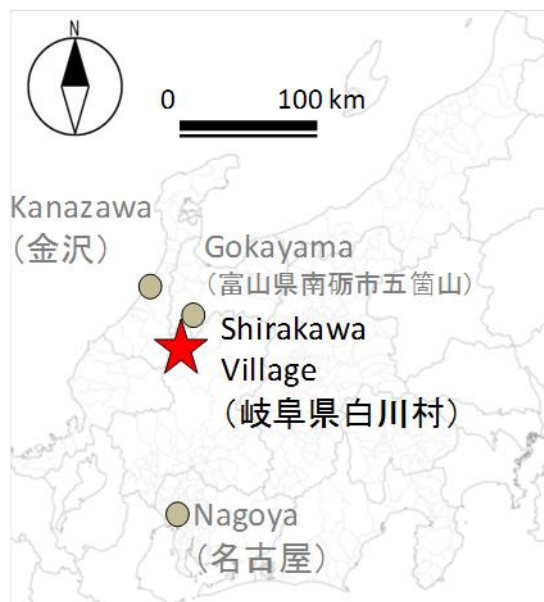 N
0 100 km
Kanazawa
（金沢）
Gokayama
（富山県南砺市五箇山）
Shirakawa
Village
（岐阜県白川村）
Nagoya
（名古屋）